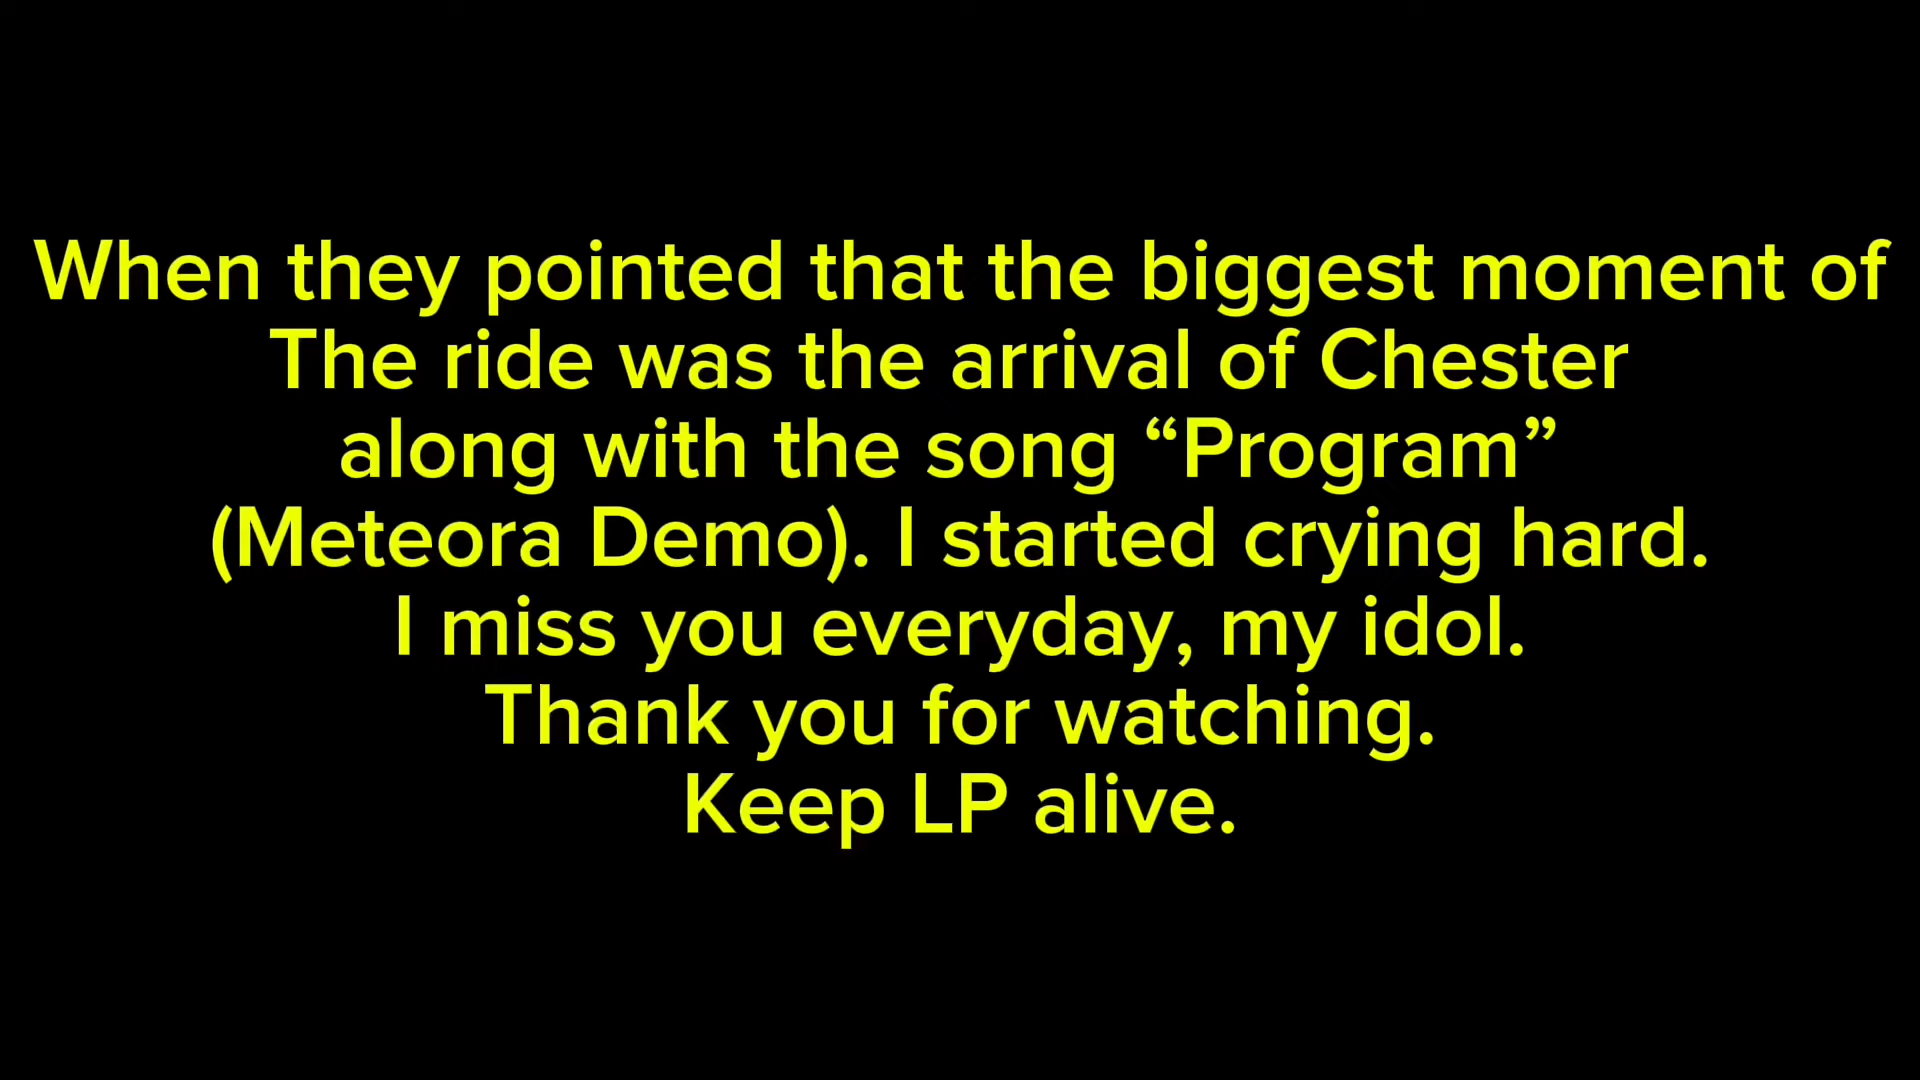 When they pointed that the biggest moment of
The ride was the arrival of Chester
along with the song “Program”
(Meteora Demo). I started crying hard.
I miss you everyday, my idol.
Thank you for watching.
Keep LP alive.